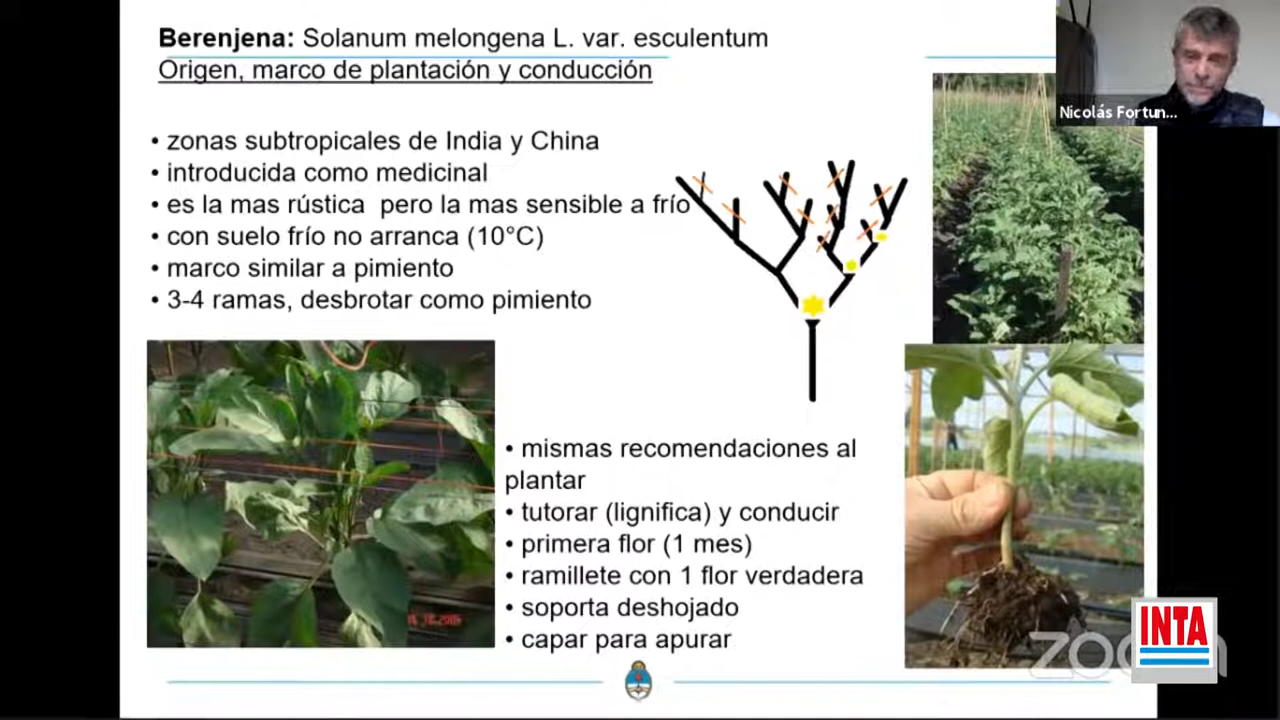 Berenjena: Solanum melongena L. var. esculentum
Origen, marco de plantación y conducción
• zonas subtropicales de India y China
• introducida como medicinal
• es la mas rústica pero la mas sensible a frío
• con suelo frío no arranca (10°C)
• marco similar a pimiento
• 3-4 ramas, desbrotar como pimiento
• mismas recomendaciones al
plantar
• tutorar (lignifica) y conducir
• primera flor (1 mes)
• ramillete con 1 flor verdadera
• soporta deshojado
• capar para apurar
Nicolás Fortun...
INTA